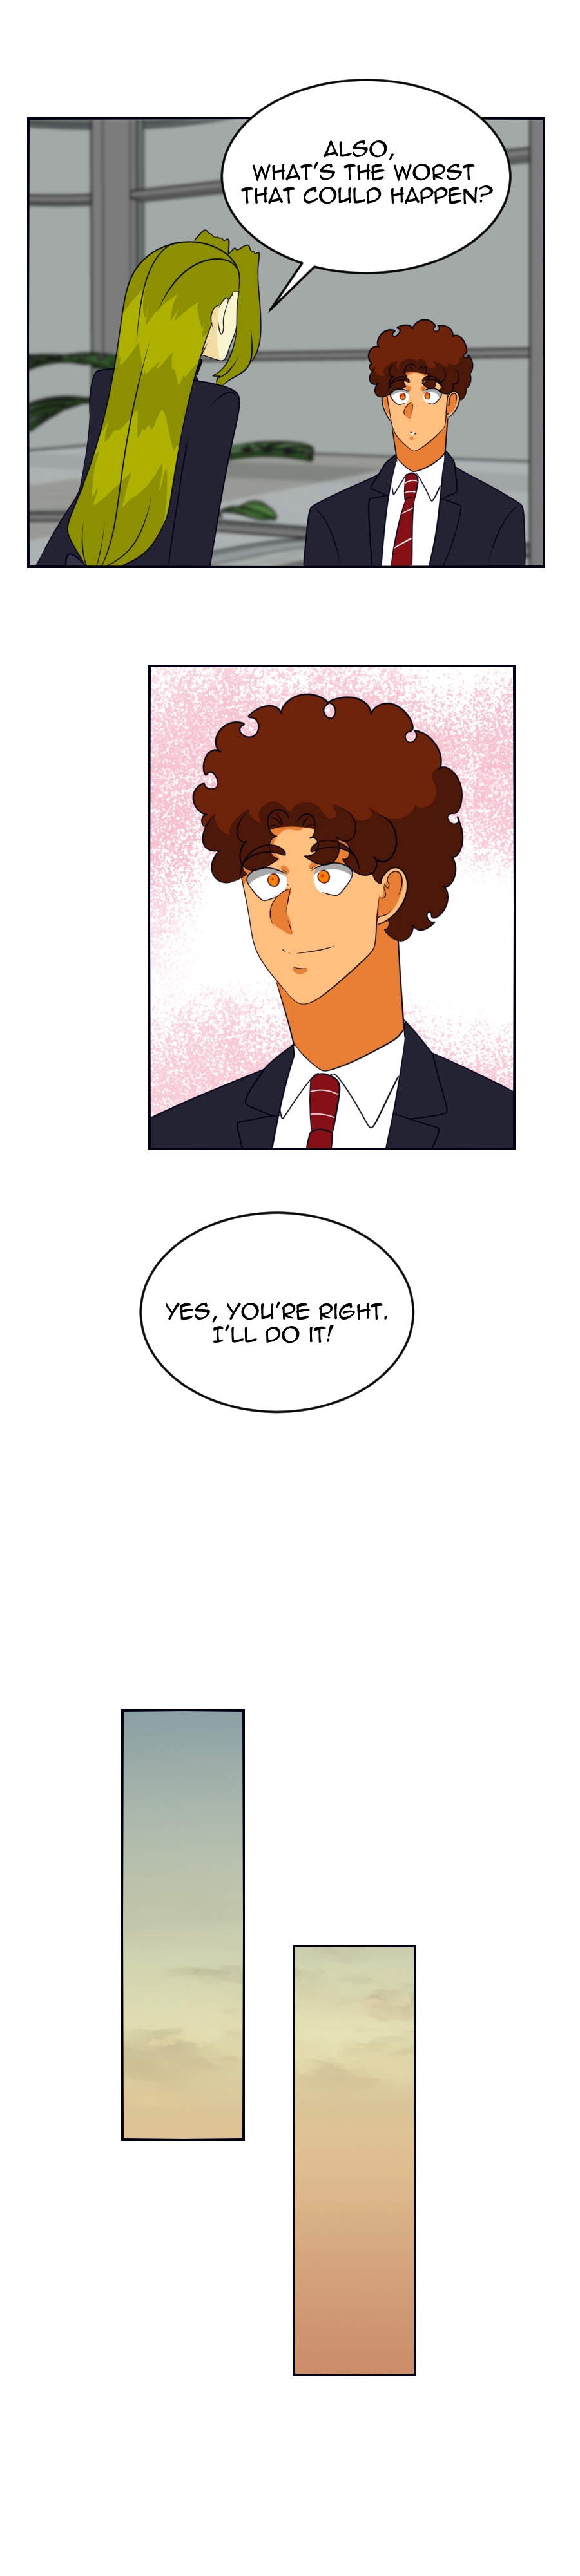 ALSO,
WHAT'S THE WORST
THAT COULD HAPPEN?
YES, YOU'RE RIGHT.
I'LL DO IT!